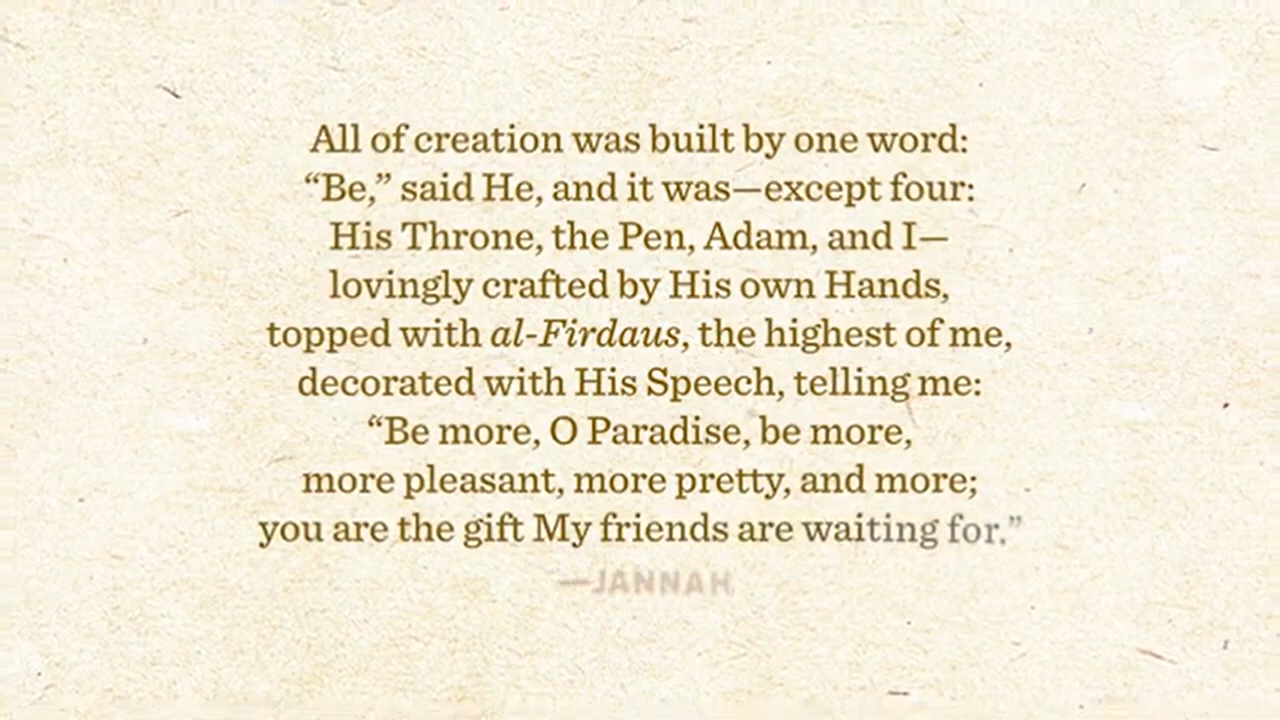 All of creation was built by one word:
“Be,” said He, and it was—except four:
His Throne, the Pen, Adam, and I—
lovingly crafted by His own Hands,
topped with al-Firdaus, the highest of me,
decorated with His Speech, telling me:
“Be more, O Paradise, be more,
more pleasant, more pretty, and more;
you are the gift My friends are waiting for.”
—JANNAH